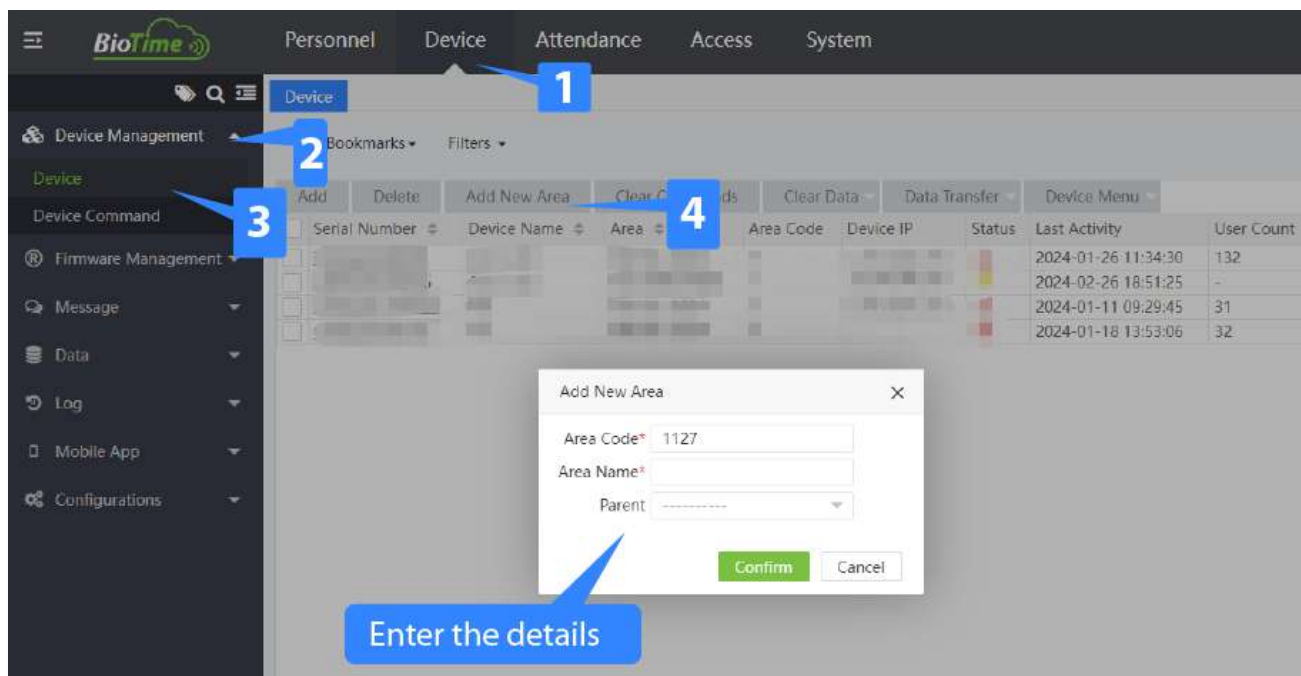 BioTime
Personnel Device Attendance Access System
1
Device
Device Management
2
Bookmarks Filters
Device
3
Device Command
Add Delete Add New Area Clear Data Data Transfer Device Menu
4
Serial Number Device Name Area Area Code Device IP Status Last Activity User Count
Firmware Management
2024-01-26 11:34:30 132
2024-02-26 18:51:25 -
Message
2024-01-11 09:29:45 31
2024-01-18 13:53:06 32
Data
Log
Mobile App
Configurations
Add New Area
Area Code* 1127
Area Name*
Parent ----------
Confirm Cancel
Enter the details